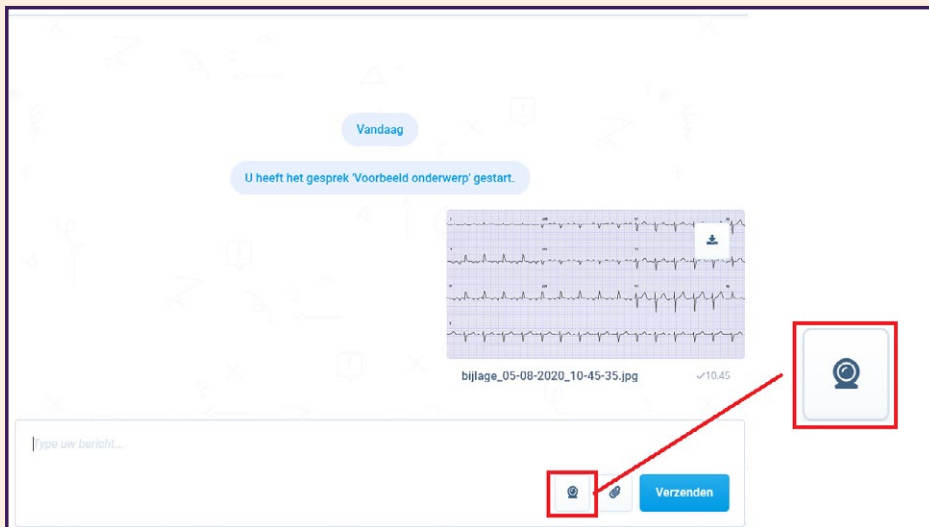 Vandaag
U heeft het gesprek 'Voorbeeld onderwerp' gestart.
bijlage_05-08-2020_10-45-35.jpg
10.45
Type uw bericht...
Verzenden